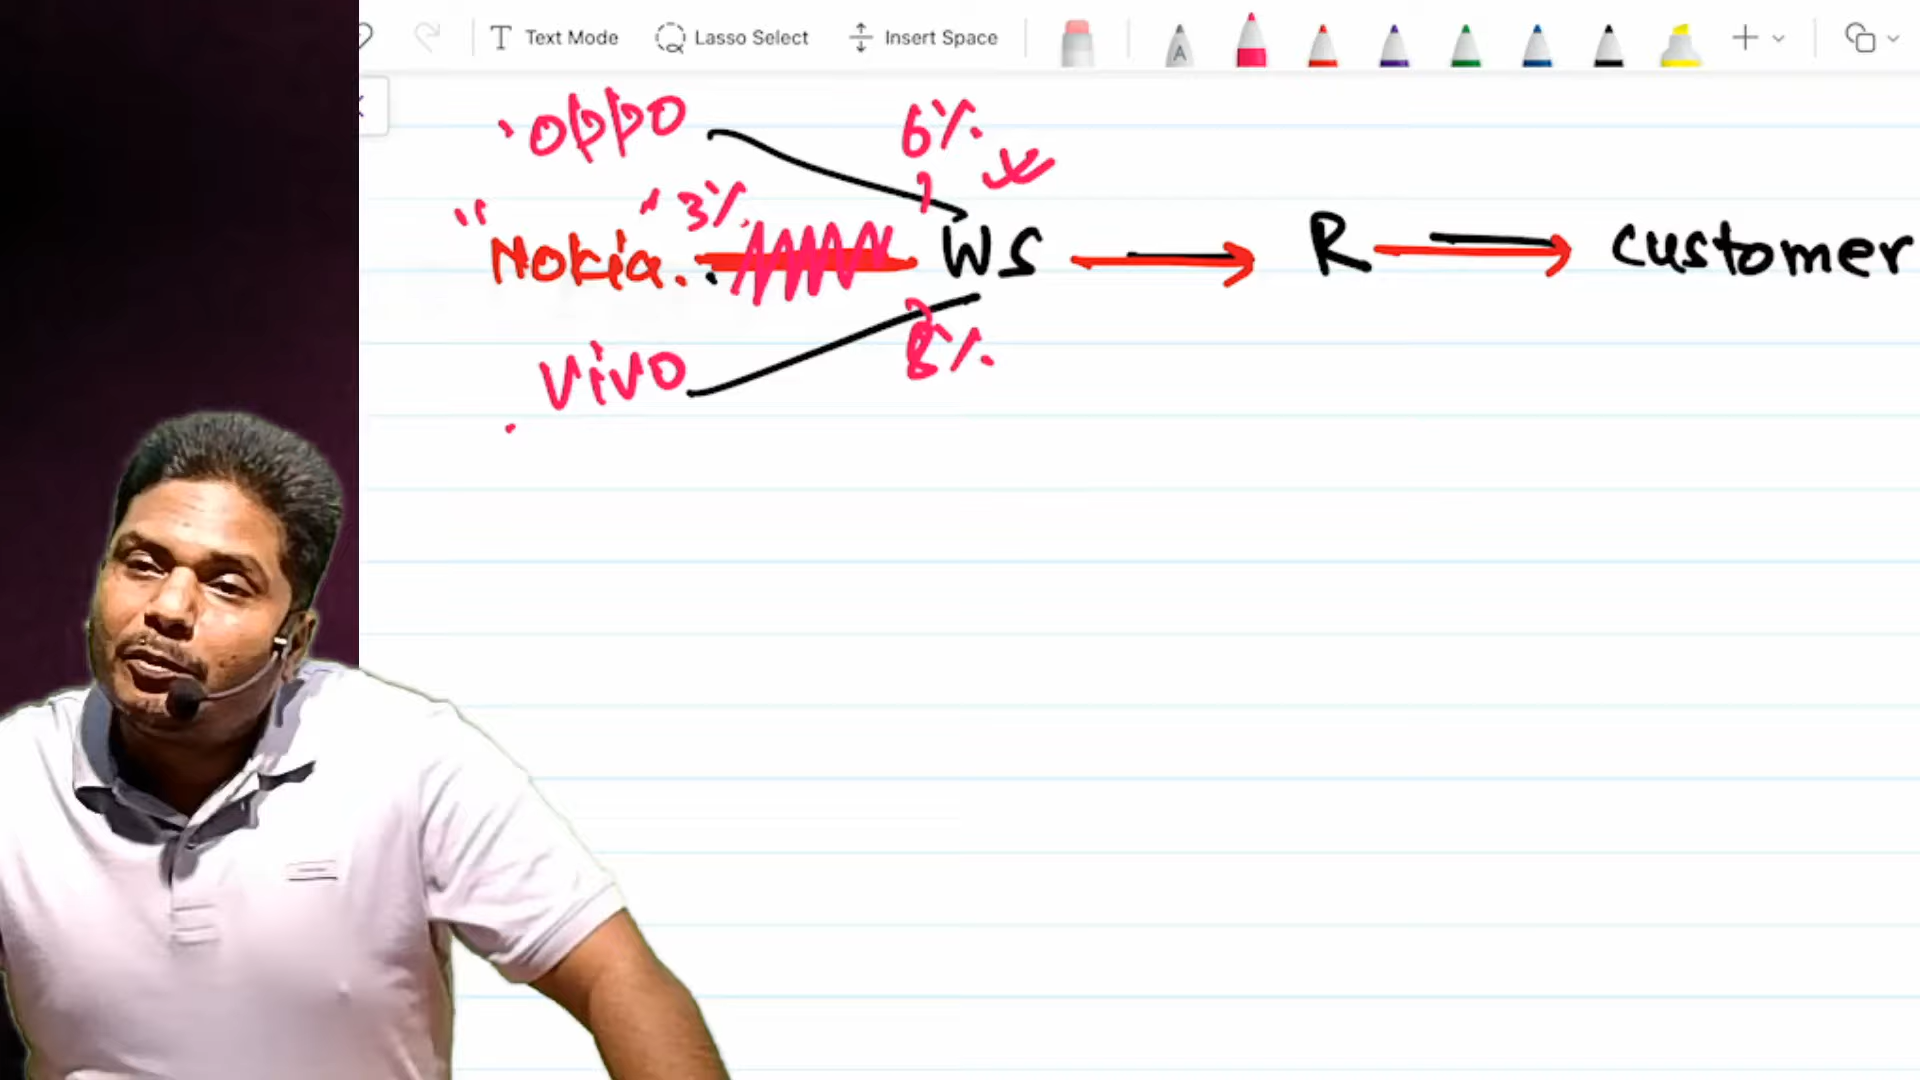 Text Mode Lasso Select Insert Space
A
oppo 6%
"Nokia." 3% WS R customer
vivo 8%